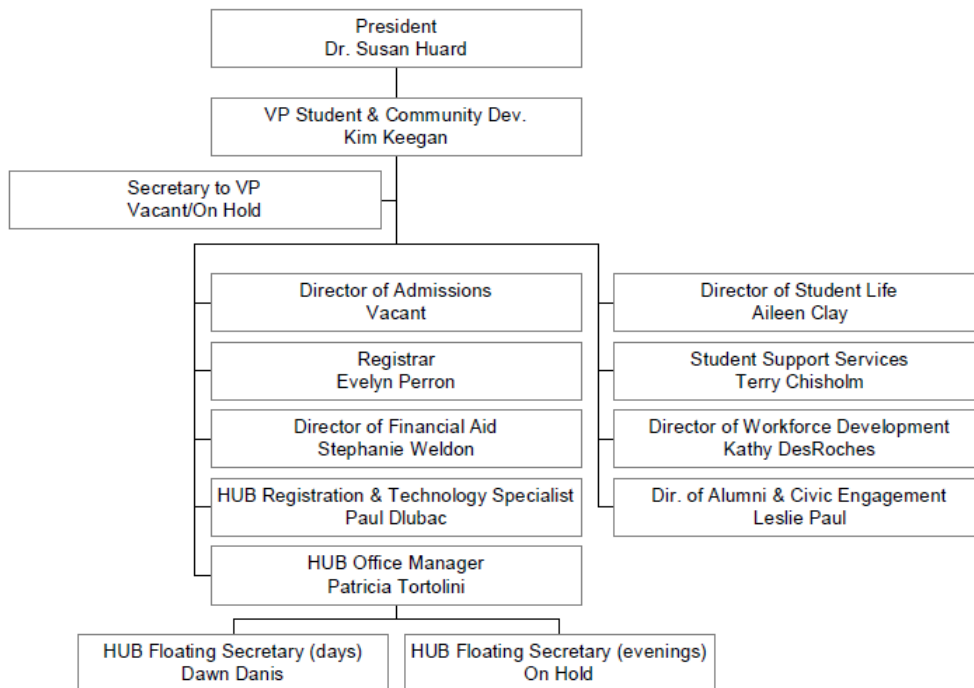 President
Dr. Susan Huard
VP Student & Community Dev.
Kim Keegan
Secretary to VP
Vacant/On Hold
Director of Admissions
Vacant
Registrar
Evelyn Perron
Director of Financial Aid
Stephanie Weldon
HUB Registration & Technology Specialist
Paul Dlubac
HUB Office Manager
Patricia Tortolini
Director of Student Life
Aileen Clay
Student Support Services
Terry Chisholm
Director of Workforce Development
Kathy DesRoches
Dir. of Alumni & Civic Engagement
Leslie Paul
HUB Floating Secretary (days)
Dawn Danis
HUB Floating Secretary (evenings)
On Hold